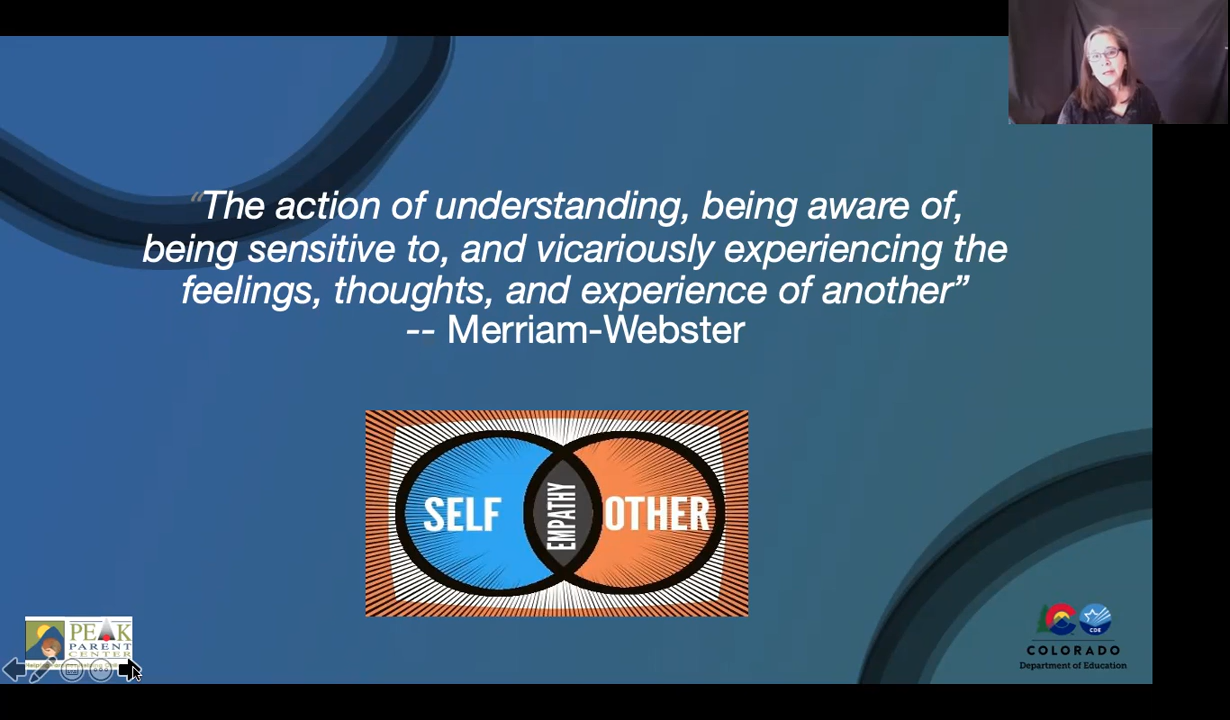 “The action of understanding, being aware of,
being sensitive to, and vicariously experiencing the
feelings, thoughts, and experience of another”
-- Merriam-Webster
SELF
EMPATHY
OTHER
PEAK
PARENT
CENTER
CDE
COLORADO
Department of Education